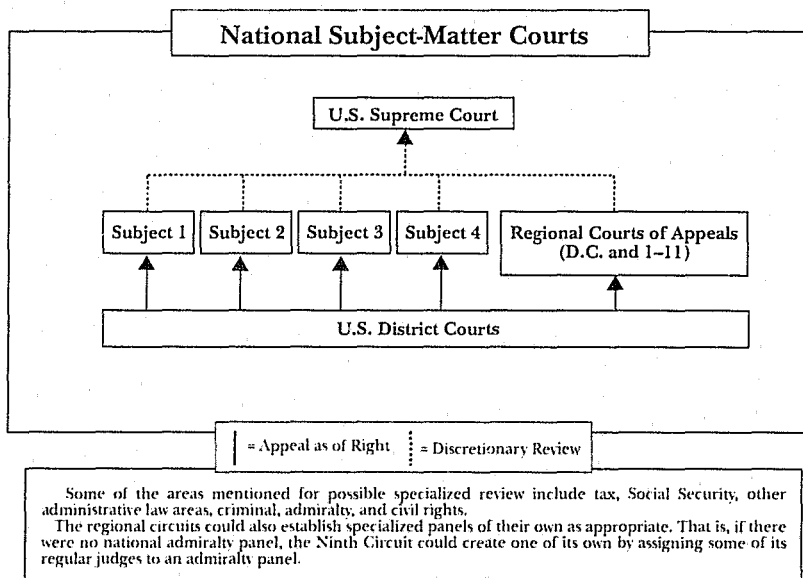 National Subject-Matter Courts
U.S. Supreme Court
Subject 1
Subject 2
Subject 3
Subject 4
Regional Courts of Appeals
(D.C. and 1–11)
U.S. District Courts
= Appeal as of Right
= Discretionary Review
Some of the areas mentioned for possible specialized review include tax, Social Security, other
administrative law areas, criminal, admiralty, and civil rights.
The regional circuits could also establish specialized panels of their own as appropriate. That is, if there
were no national admiralty panel, the Ninth Circuit could create one of its own by assigning some of its
regular judges to an admiralty panel.